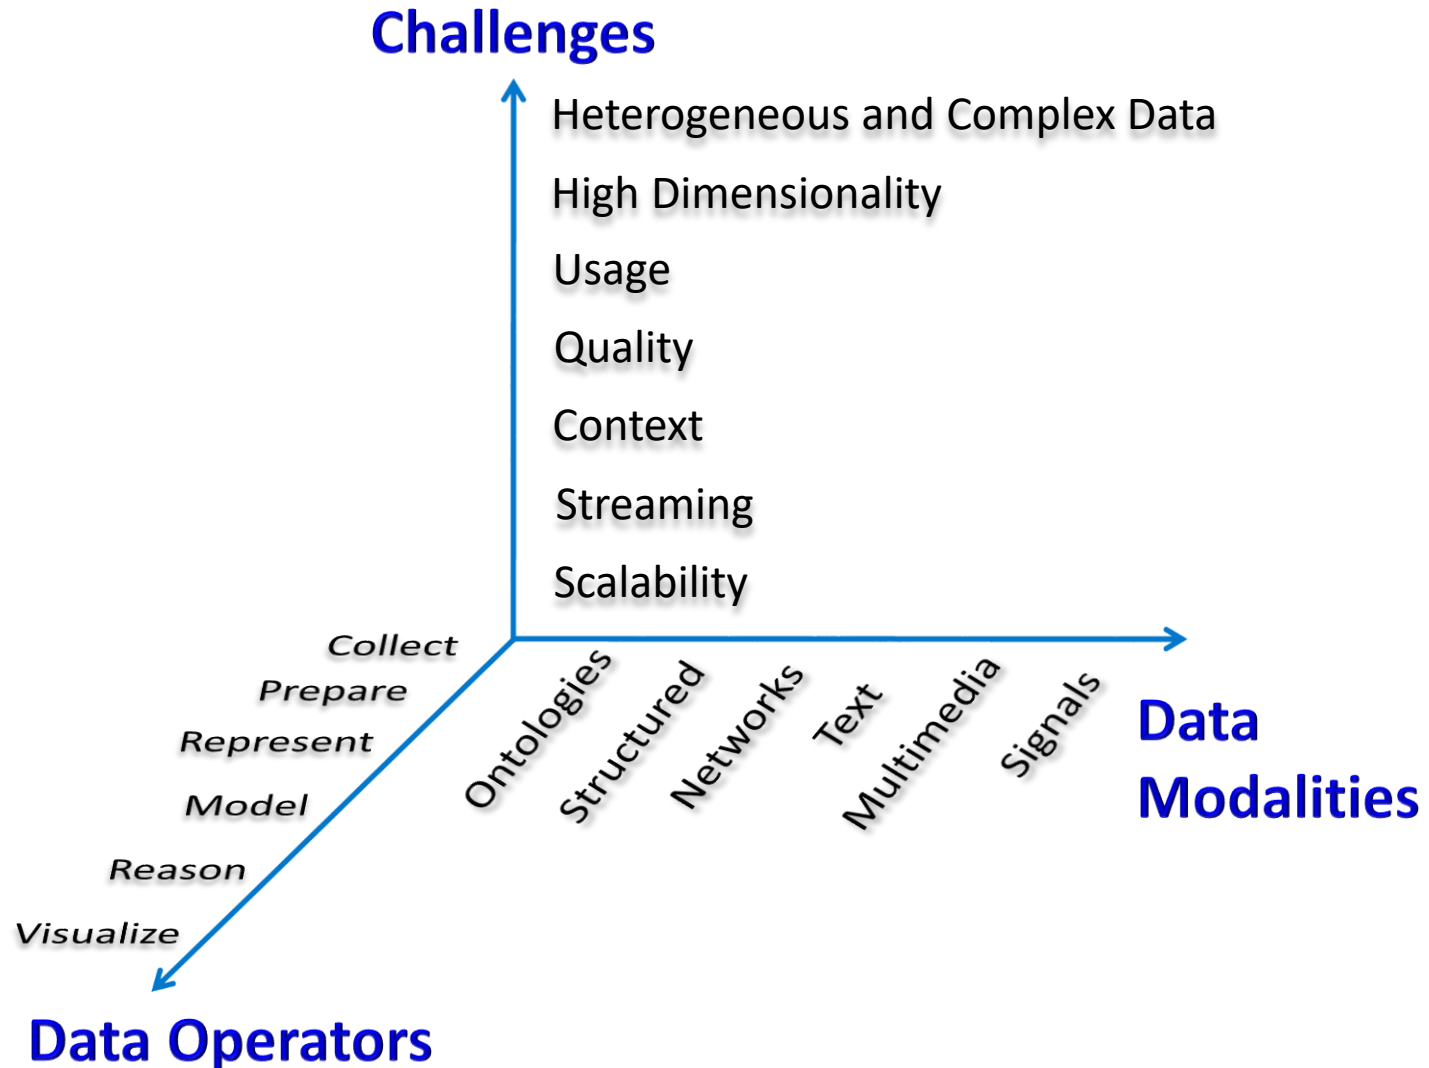 Challenges
Heterogeneous and Complex Data
High Dimensionality
Usage
Quality
Context
Streaming
Scalability
Collect
Prepare
Represent
Model
Reason
Visualize
Data Operators
Ontologies
Structured
Networks
Text
Multimedia
Signals
Data
Modalities